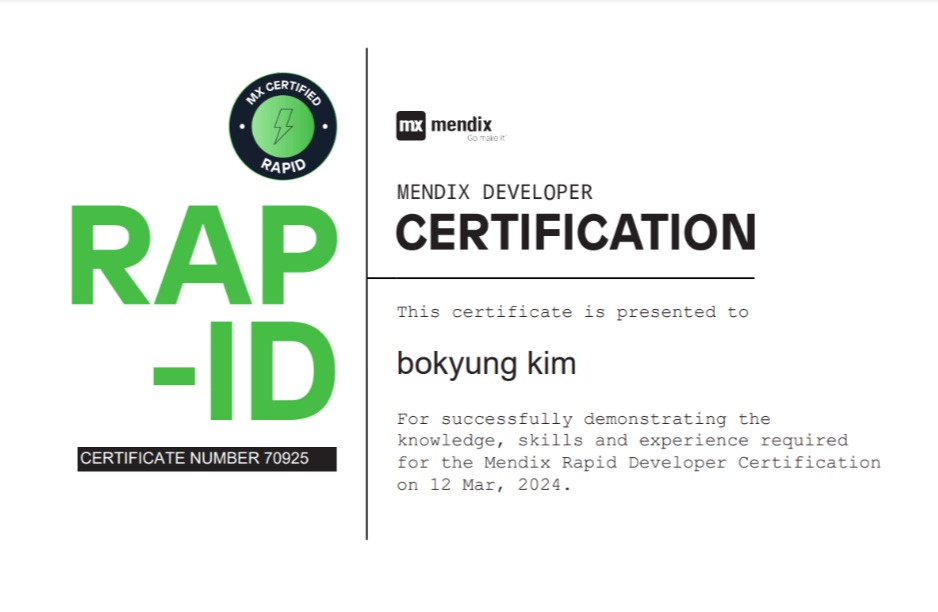 MX CERTIFIED
RAPID
RAP
-ID
CERTIFICATE NUMBER 70925
mx mendix
Go make it
MENDIX DEVELOPER
CERTIFICATION
This certificate is presented to
bokyung kim
For successfully demonstrating the
knowledge, skills and experience required
for the Mendix Rapid Developer Certification
on 12 Mar, 2024.